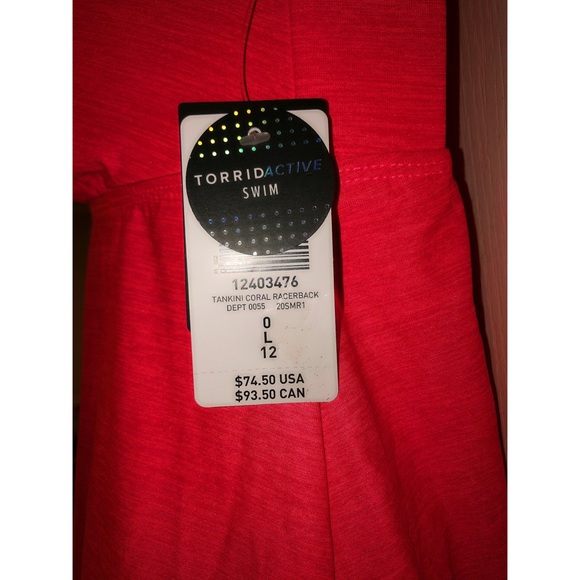 TORRIDACTIVE
SWIM
12403476
TANKINI CORAL RACERBACK
DEPT 0055 20SMR1
0
L
12
$74.50 USA
$93.50 CAN